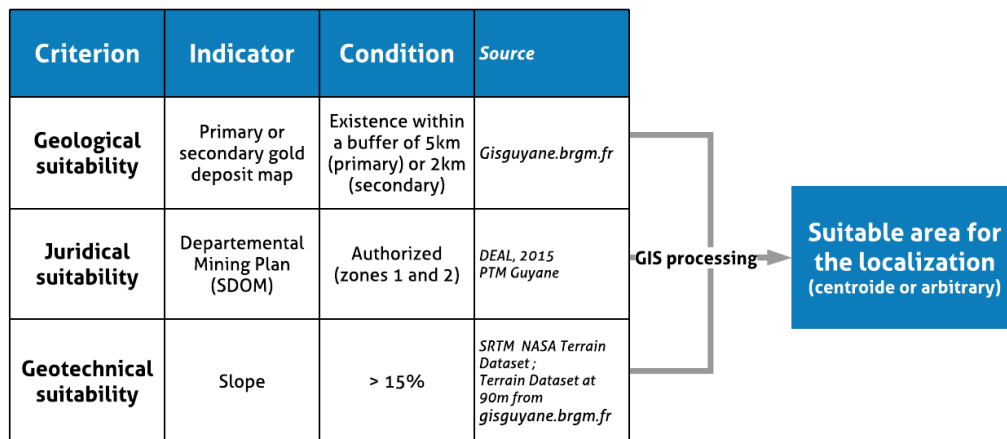 Criterion
Indicator
Condition
Source
Geological
suitability
Primary or
secondary gold
deposit map
Existence within
a buffer of 5km
(primary) or 2km
(secondary)
Gisguyane.brgm.fr
Juridical
suitability
Departemental
Mining Plan
(SDOM)
Authorized
(zones 1 and 2)
DEAL, 2015
PTM Guyane
Geotechnical
suitability
Slope
> 15%
SRTM NASA Terrain
Dataset ;
Terrain Dataset at
90m from
gisguyane.brgm.fr
GIS processing
Suitable area for
the localization
(centroide or arbitrary)